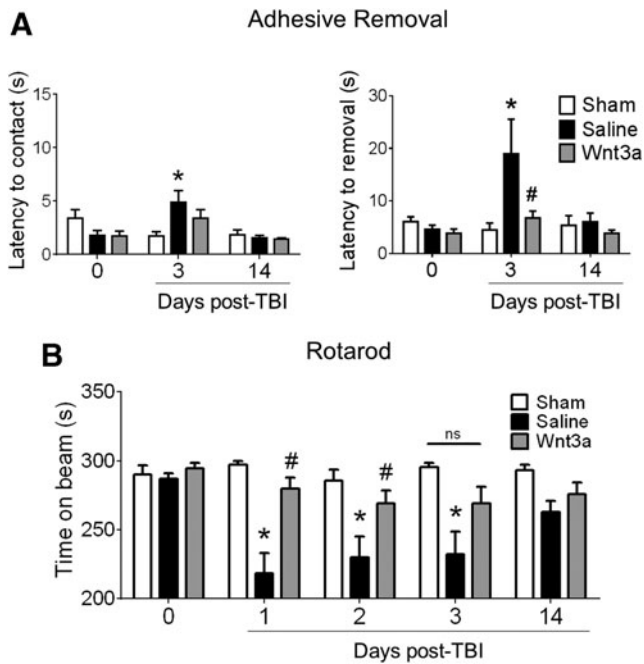 A
Adhesive Removal
Latency to contact (s)
15
10
5
0
*
0
3
14
Days post-TBI
Latency to removal (s)
30
20
10
0
*
#
Sham
Saline
Wnt3a
0
3
14
Days post-TBI
B
Rotarod
Time on beam (s)
350
300
250
200
ns
Sham
Saline
Wnt3a
*
#
*
#
*
0
1
2
3
14
Days post-TBI